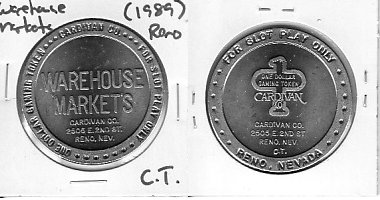 Warehouse
Markets
(1989)
Reno
CARDIVAN CO.
FOR SLOT PLAY ONLY
ONE DOLLAR GAMING TOKEN
WAREHOUSE
MARKETS
CARDIVAN CO.
2505 E. 2ND ST.
RENO, NEV.
C.T.
FOR SLOT PLAY ONLY
ONE DOLLAR
GAMING TOKEN
CARDIVAN
1
CARDIVAN CO.
2505 E. 2ND ST.
RENO, NEV.
C.T.
RENO, NEVADA